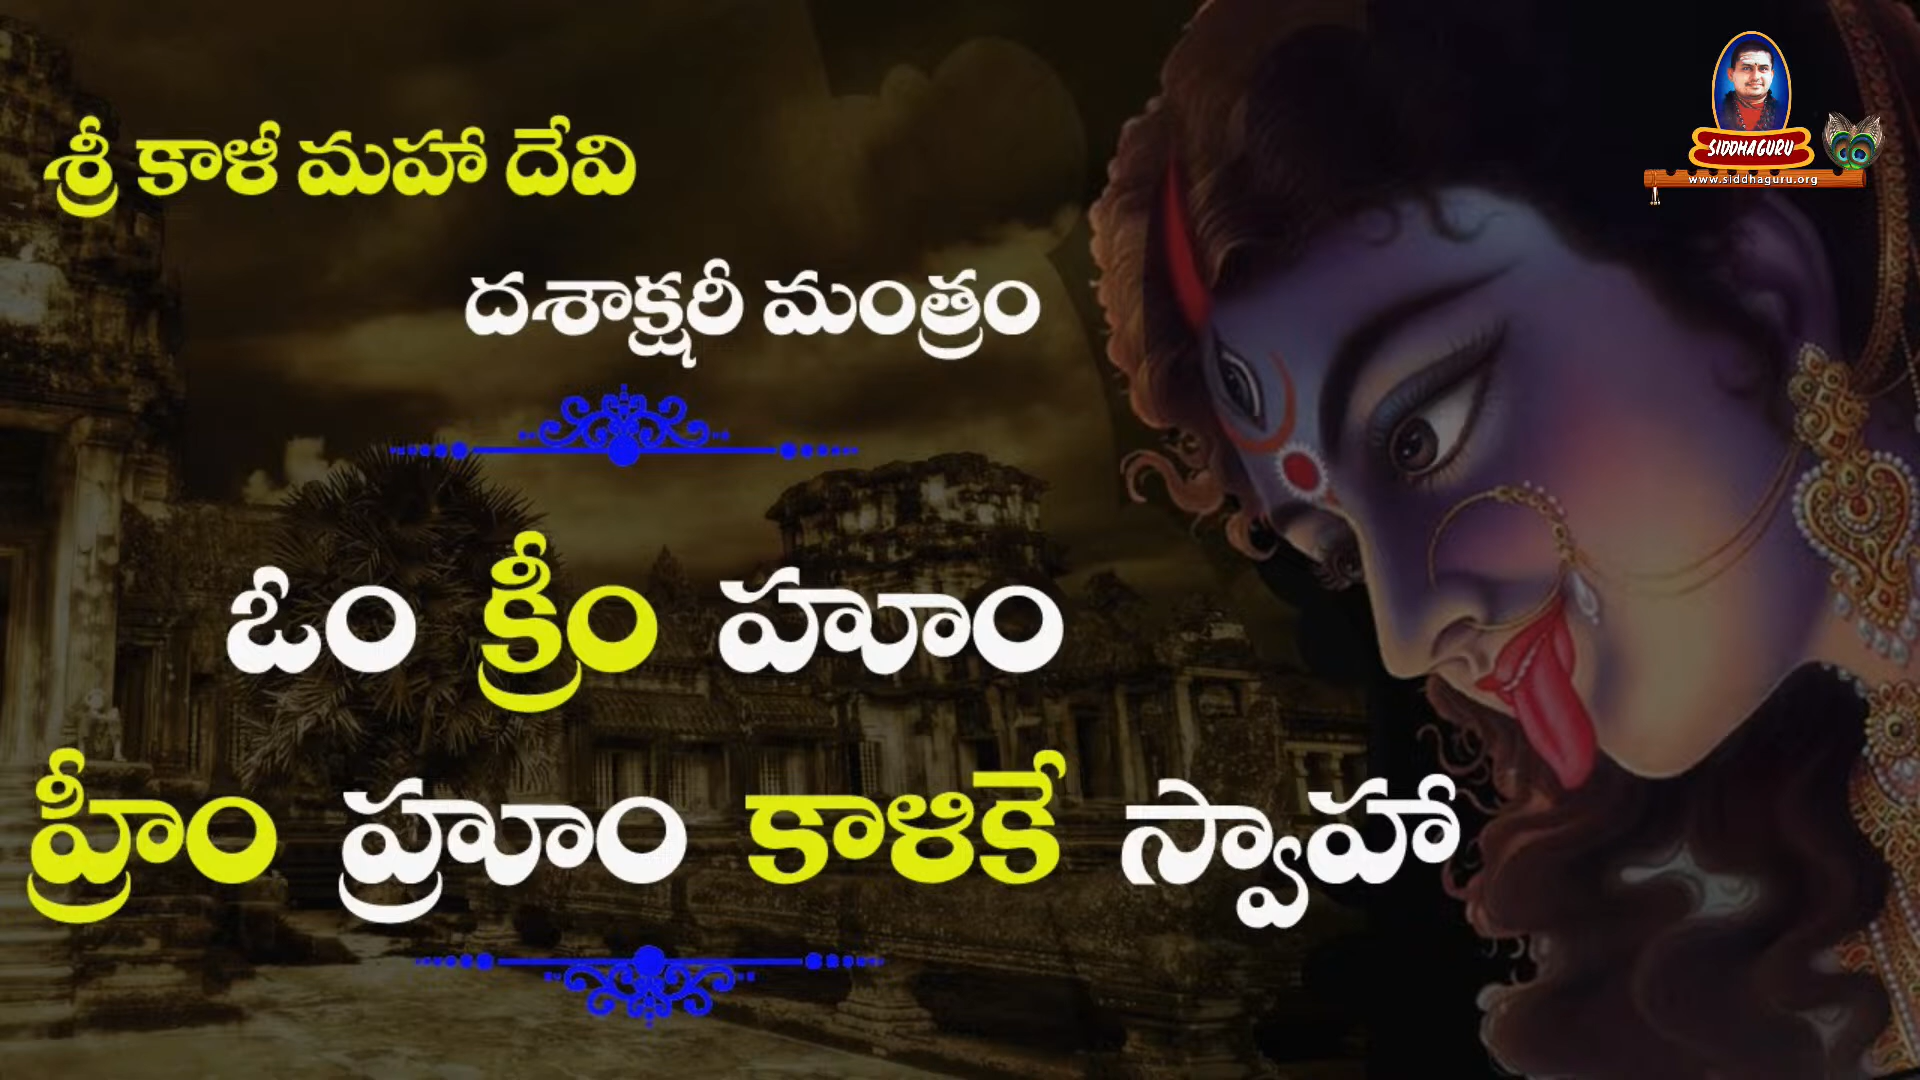 శ్రీ కాళీ మహా దేవి
దశాక్షరీ మంత్రం
ఓం క్రీం హూం
హ్రీం హ్రూం కాళికే స్వాహా
SIDDHAGURU
www.siddhaguru.org